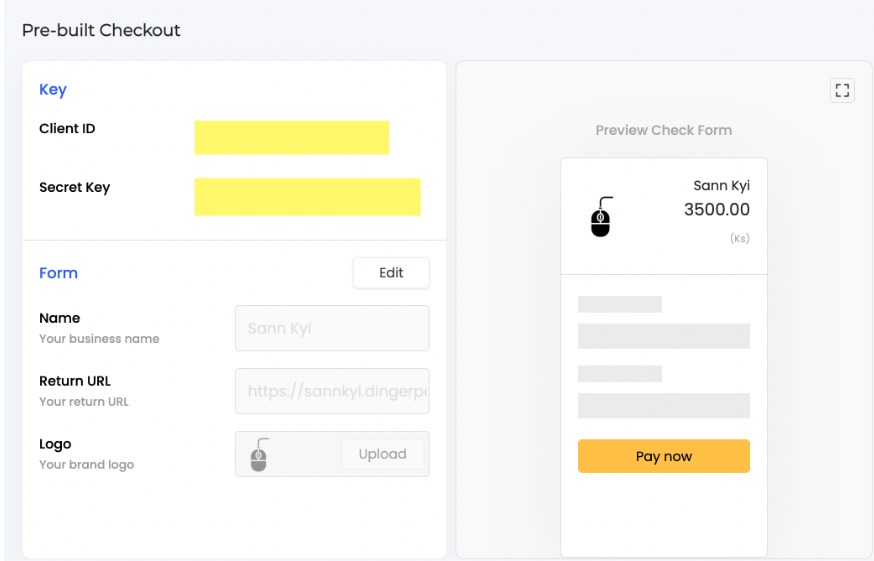 Pre-built Checkout
Key
Client ID
Secret Key
Form
Edit
Name
Your business name
Sann Kyi
Return URL
Your return URL
https://sannkyi.dingerpa
Logo
Your brand logo
Upload
Preview Check Form
Sann Kyi
3500.00
(Ks)
Pay now